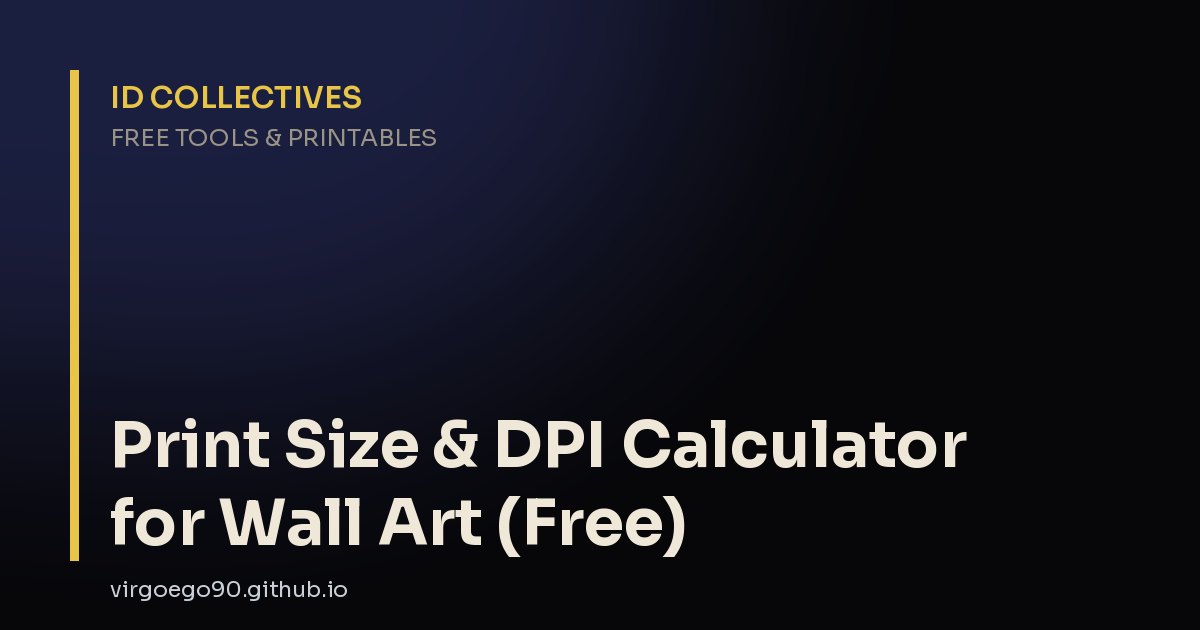 ID COLLECTIVES
FREE TOOLS & PRINTABLES
Print Size & DPI Calculator
for Wall Art (Free)
virgoego90.github.io